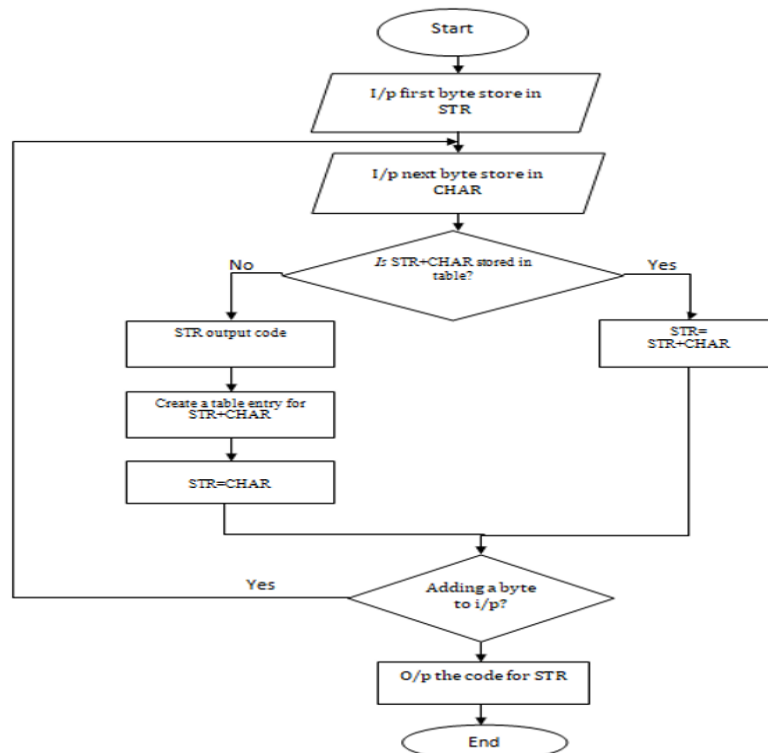 Start
I/p first byte store in
STR
I/p next byte store in
CHAR
Is STR+CHAR stored in
table?
No
Yes
STR output code
STR=
STR+CHAR
Create a table entry for
STR+CHAR
STR=CHAR
Adding a byte
to i/p?
Yes
O/p the code for STR
End